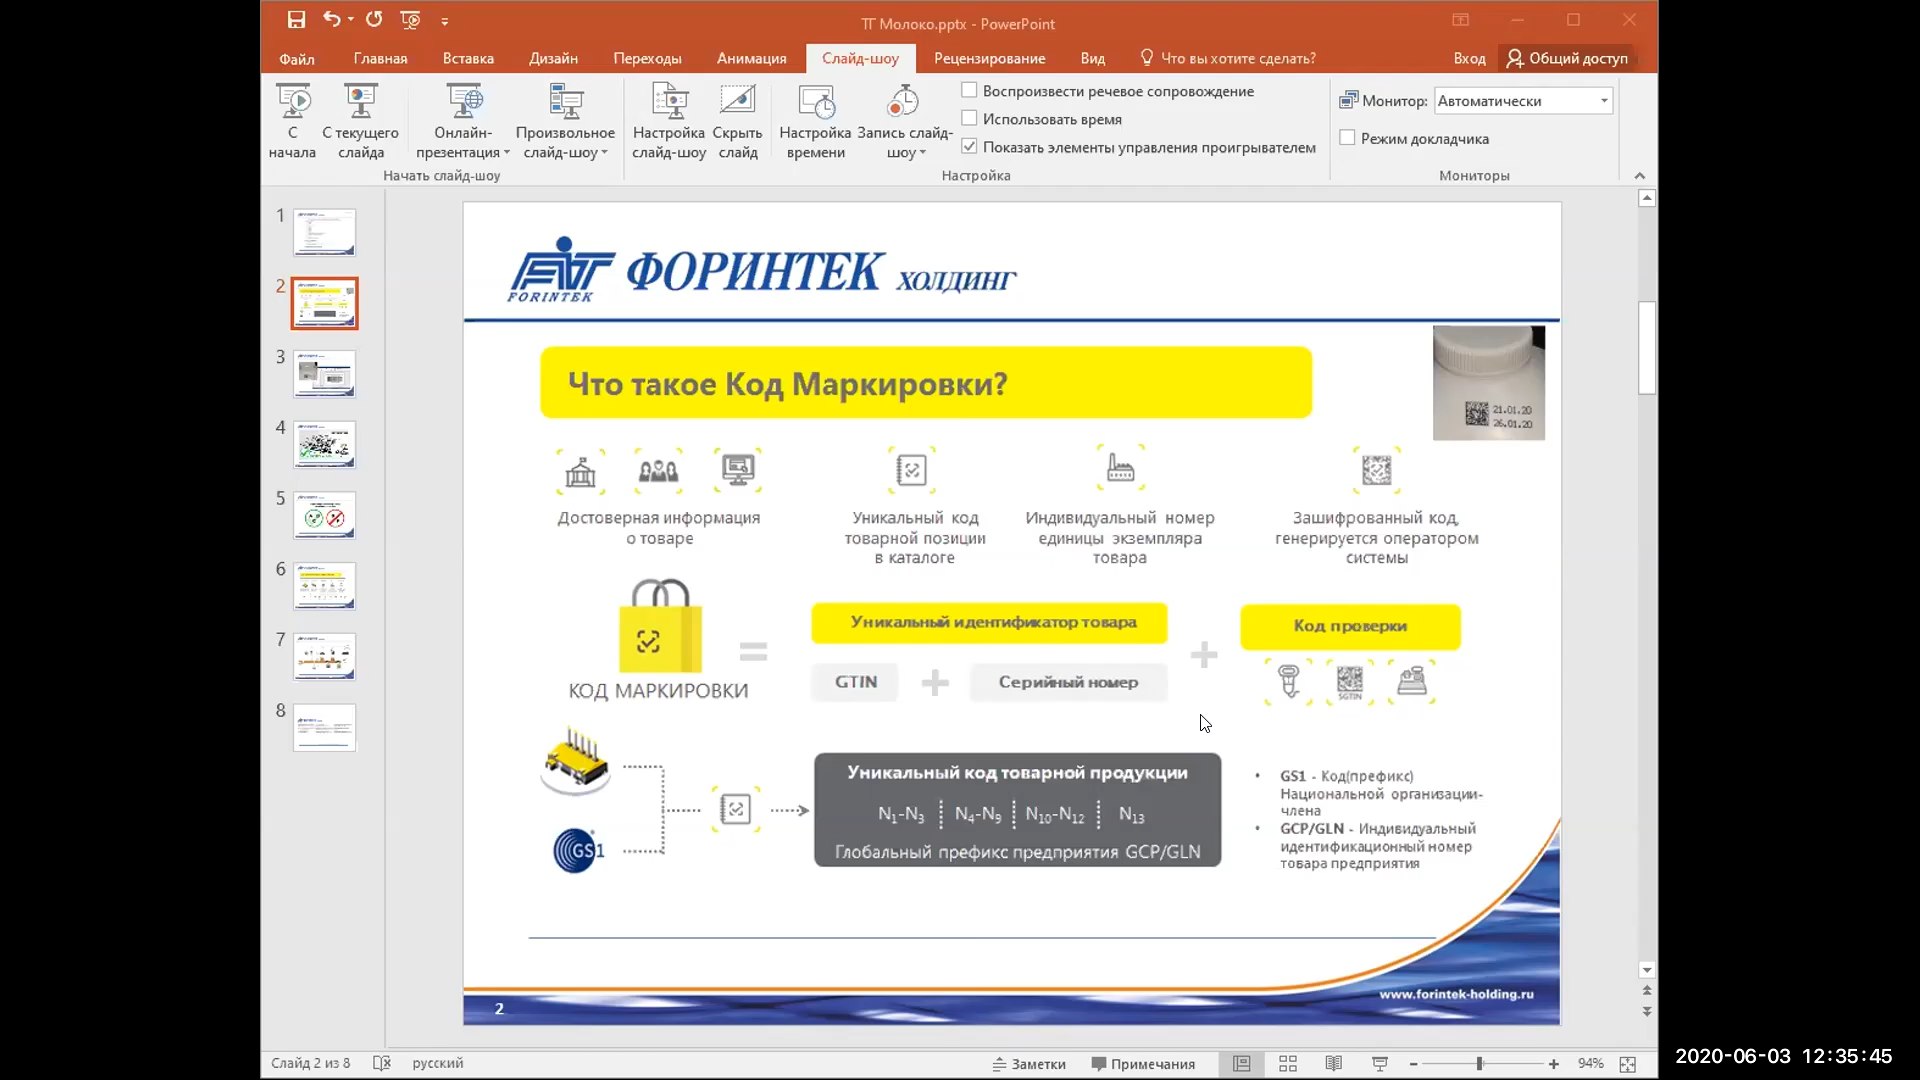 ТГ Молоко.pptx - PowerPoint
Файл Главная Вставка Дизайн Переходы Анимация Слайд-шоу Рецензирование Вид Что вы хотите сделать? Вход Общий доступ
С начала
С текущего слайда
Онлайн-презентация
Произвольное слайд-шоу
Начать слайд-шоу
Настройка слайд-шоу
Скрыть слайд
Настройка времени
Запись слайд-шоу
Воспроизвести речевое сопровождение
Использовать время
Показать элементы управления проигрывателем
Настройка
Монитор: Автоматически
Режим докладчика
Мониторы
1
2
3
4
5
6
7
8
FORINTEK
ФОРИНТЕК ХОЛДИНГ
Что такое Код Маркировки?
21.01.20
26.01.20
Достоверная информация
о товаре
Уникальный код
товарной позиции
в каталоге
Индивидуальный номер
единицы экземпляра
товара
Зашифрованный код,
генерируется оператором
системы
КОД МАРКИРОВКИ
=
Уникальный идентификатор товара
GTIN + Серийный номер
+
Код проверки
SGTIN
GS1
Уникальный код товарной продукции
N1-N3 N4-N9 N10-N12 N13
Глобальный префикс предприятия GCP/GLN
• GS1 - Код(префикс)
Национальной организации-
члена
• GCP/GLN - Индивидуальный
идентификационный номер
товара предприятия
www.forintek-holding.ru
2
Слайд 2 из 8 русский Заметки Примечания 94%
2020-06-03 12:35:45